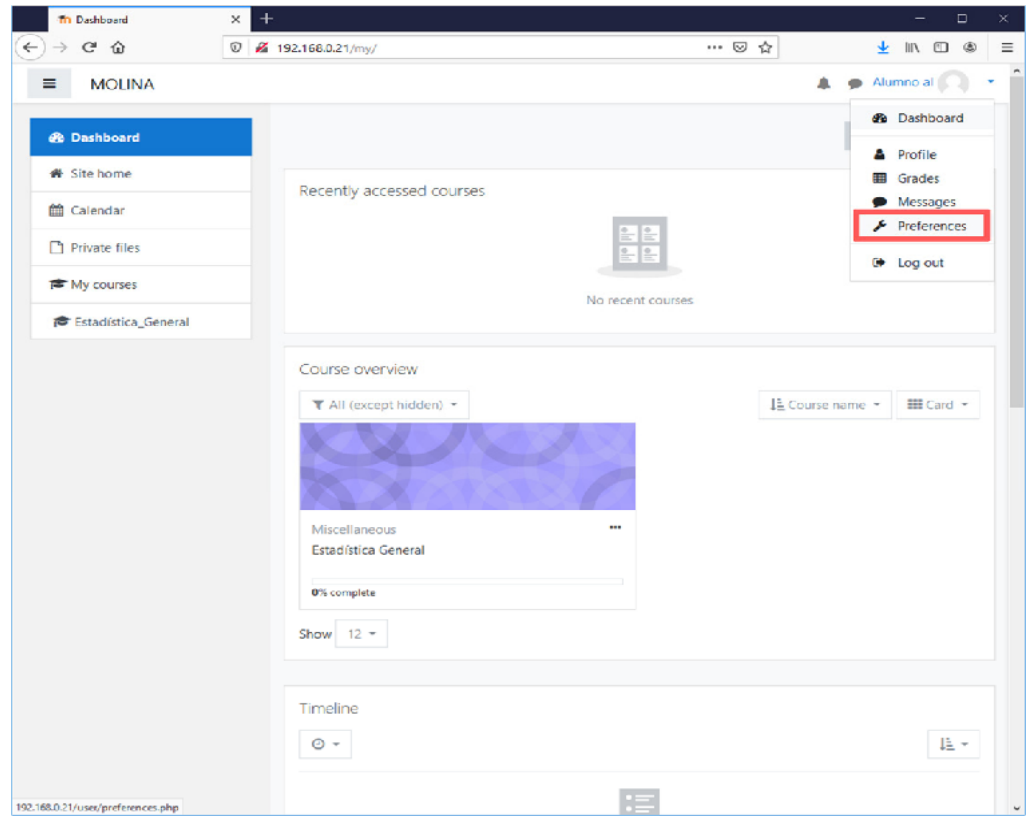 Dashboard
192.168.0.21/my/
MOLINA
Alumno al
Dashboard
Profile
Grades
Messages
Preferences
Log out
Dashboard
Site home
Calendar
Private files
My courses
Estadística_General
Recently accessed courses
No recent courses
Course overview
All (except hidden)
Course name
Card
Miscellaneous
Estadística General
0% complete
Show 12
Timeline
192.168.0.21/user/preferences.php